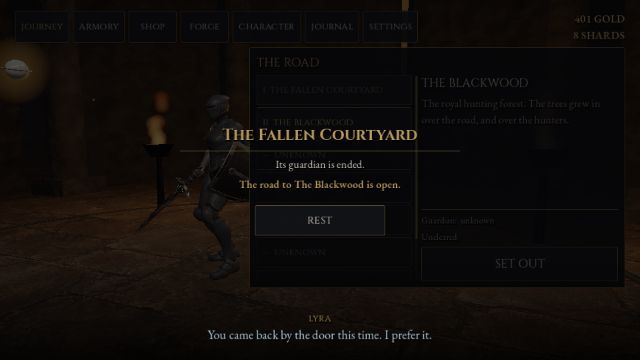 JOURNEY
ARMORY
SHOP
FORGE
CHARACTER
JOURNAL
SETTINGS
401 GOLD
8 SHARDS
THE ROAD
I. THE FALLEN COURTYARD
II. THE BLACKWOOD
UNKNOWN
— UNKNOWN
THE BLACKWOOD
The royal hunting forest. The trees grew in
over the road, and over the hunters.
Guardian: unknown
Uncleared
SET OUT
THE FALLEN COURTYARD
Its guardian is ended.
The road to The Blackwood is open.
REST
LYRA
You came back by the door this time. I prefer it.